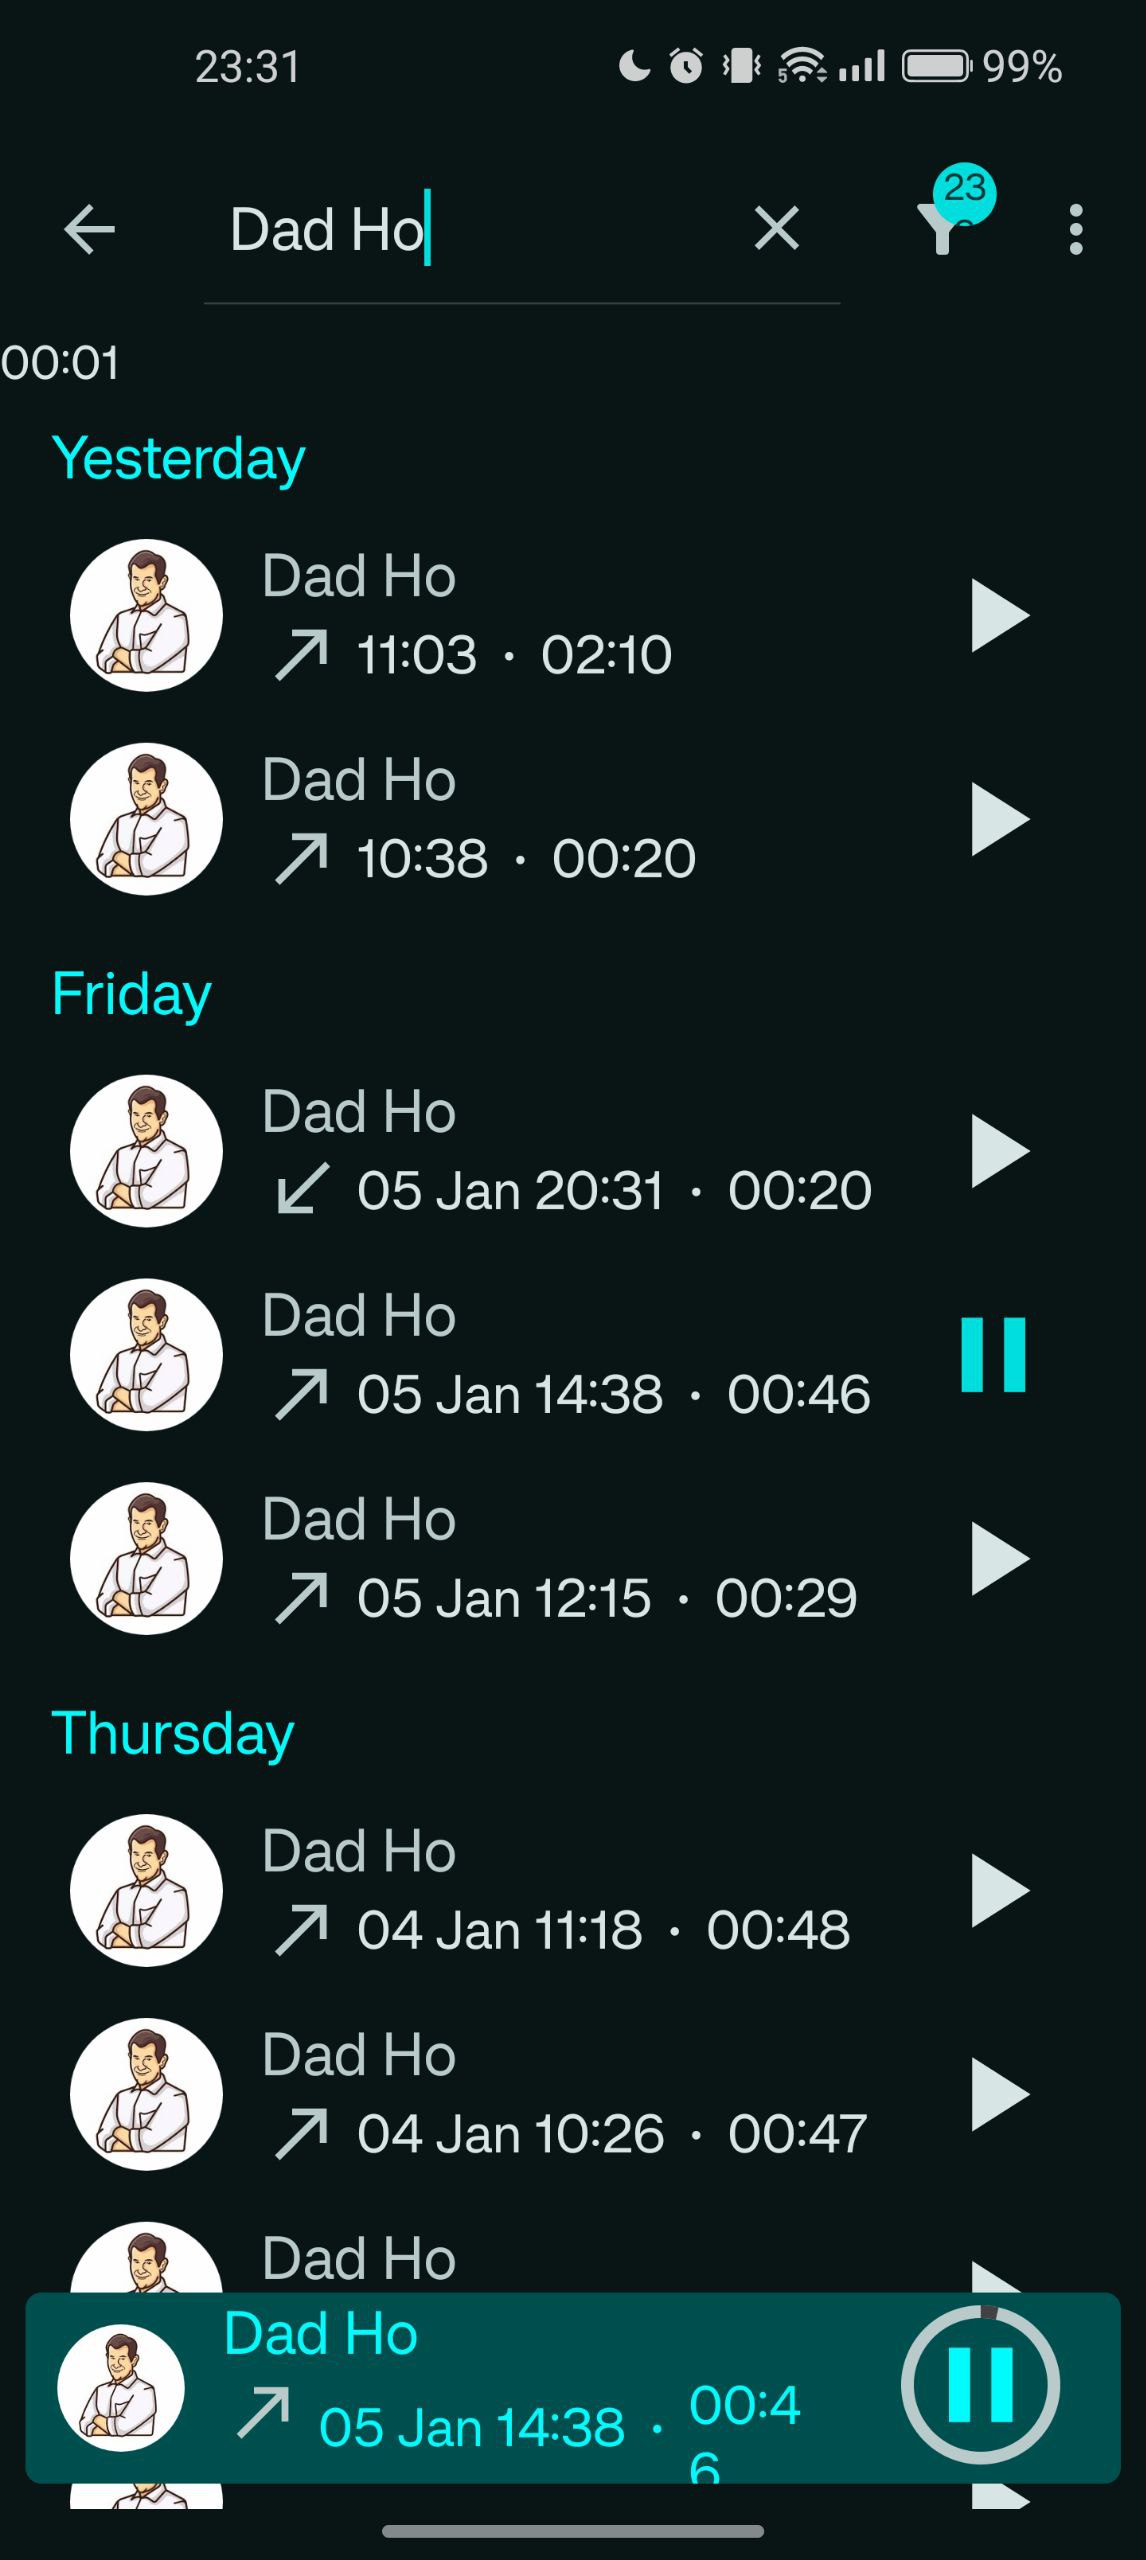 23:31
5
99%
Dad Ho
23
00:01
Yesterday
Dad Ho
11:03 · 02:10
Dad Ho
10:38 · 00:20
Friday
Dad Ho
05 Jan 20:31 · 00:20
Dad Ho
05 Jan 14:38 · 00:46
Dad Ho
05 Jan 12:15 · 00:29
Thursday
Dad Ho
04 Jan 11:18 · 00:48
Dad Ho
04 Jan 10:26 · 00:47
Dad Ho
Dad Ho
05 Jan 14:38 · 00:4
6